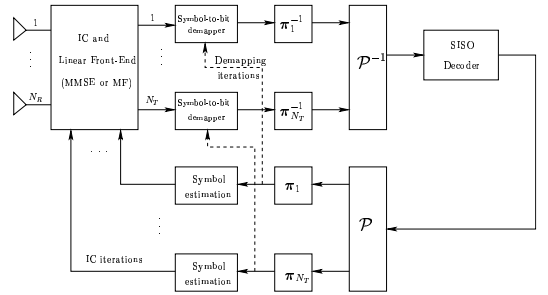 1
N_R
IC and
Linear Front-End
(MMSE or MF)
1
N_T
Symbol-to-bit
demapper
Symbol-to-bit
demapper
Demapping
iterations
π_1^{-1}
π_{N_T}^{-1}
𝒫^{-1}
SISO
Decoder
Symbol
estimation
π_1
𝒫
IC iterations
Symbol
estimation
π_{N_T}